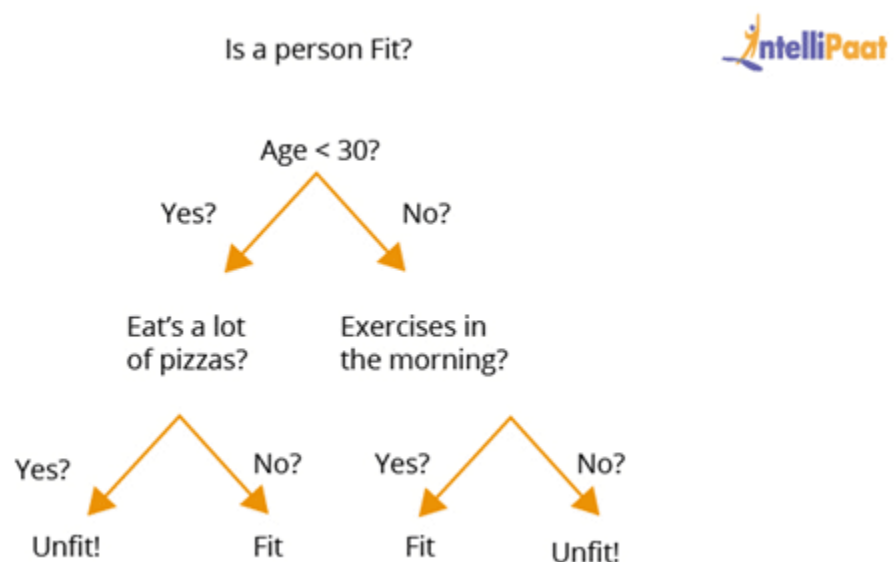 Is a person Fit?
IntelliPaat
Age < 30?
Yes?
No?
Eat's a lot
of pizzas?
Exercises in
the morning?
Yes?
No?
Yes?
No?
Unfit!
Fit
Fit
Unfit!